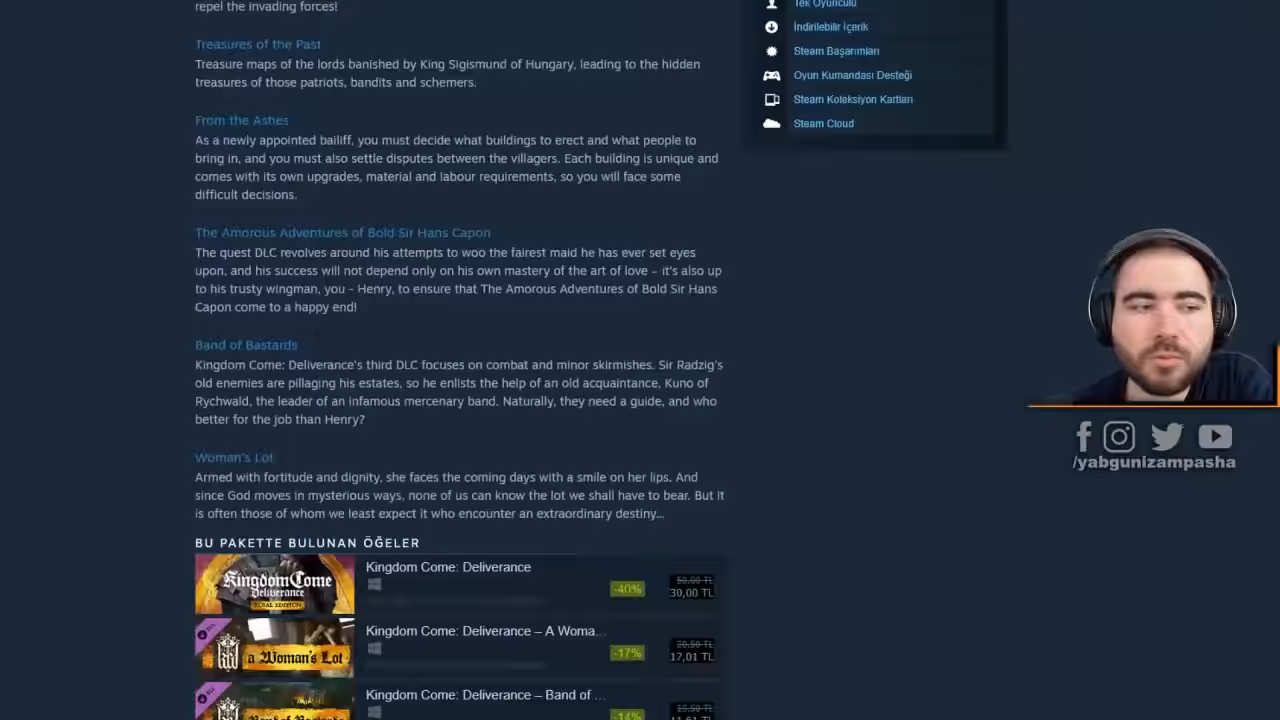 repel the invading forces!
Treasures of the Past
Treasure maps of the lords banished by King Sigismund of Hungary, leading to the hidden
treasures of those patriots, bandits and schemers.
From the Ashes
As a newly appointed bailiff, you must decide what buildings to erect and what people to
bring in, and you must also settle disputes between the villagers. Each building is unique and
comes with its own upgrades, material and labour requirements, so you will face some
difficult decisions.
The Amorous Adventures of Bold Sir Hans Capon
The quest DLC revolves around his attempts to woo the fairest maid he has ever set eyes
upon, and his success will not depend only on his own mastery of the art of love – it's also up
to his trusty wingman, you – Henry, to ensure that The Amorous Adventures of Bold Sir Hans
Capon come to a happy end!
Band of Bastards
Kingdom Come: Deliverance's third DLC focuses on combat and minor skirmishes. Sir Radzig's
old enemies are pillaging his estates, so he enlists the help of an old acquaintance, Kuno of
Rychwald, the leader of an infamous mercenary band. Naturally, they need a guide, and who
better for the job than Henry?
Woman's Lot
Armed with fortitude and dignity, she faces the coming days with a smile on her lips. And
since God moves in mysterious ways, none of us can know the lot we shall have to bear. But it
is often those of whom we least expect it who encounter an extraordinary destiny...
BU PAKETTE BULUNAN ÖĞELER
Kingdom Come
Deliverance
ROYAL EDITION
Kingdom Come: Deliverance
-40%
50,00 TL
30,00 TL
a Woman's Lot
Kingdom Come: Deliverance – A Woma...
-17%
20,50 TL
17,01 TL
Band of Bastards
Kingdom Come: Deliverance – Band of ...
-14%
Tek Oyunculu
İndirilebilir İçerik
Steam Başarımları
Oyun Kumandası Desteği
Steam Koleksiyon Kartları
Steam Cloud
/yabgunizampasha